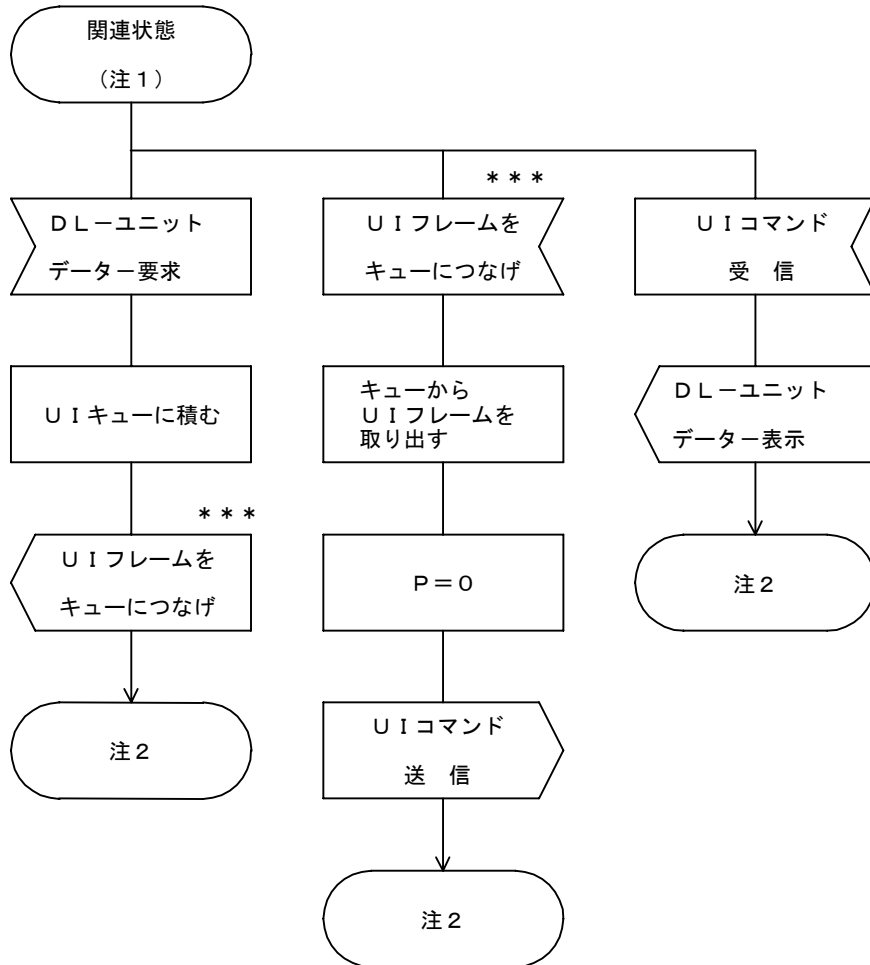 関連状態
（注１）
＊＊＊
ＤＬ－ユニット
データ－要求
ＵＩフレームを
キューにつなげ
ＵＩコマンド
受　信
ＵＩキューに積む
キューから
ＵＩフレームを
取り出す
ＤＬ－ユニット
データ－表示
＊＊＊
ＵＩフレームを
キューにつなげ
Ｐ＝０
注２
注２
ＵＩコマンド
送　信
注２